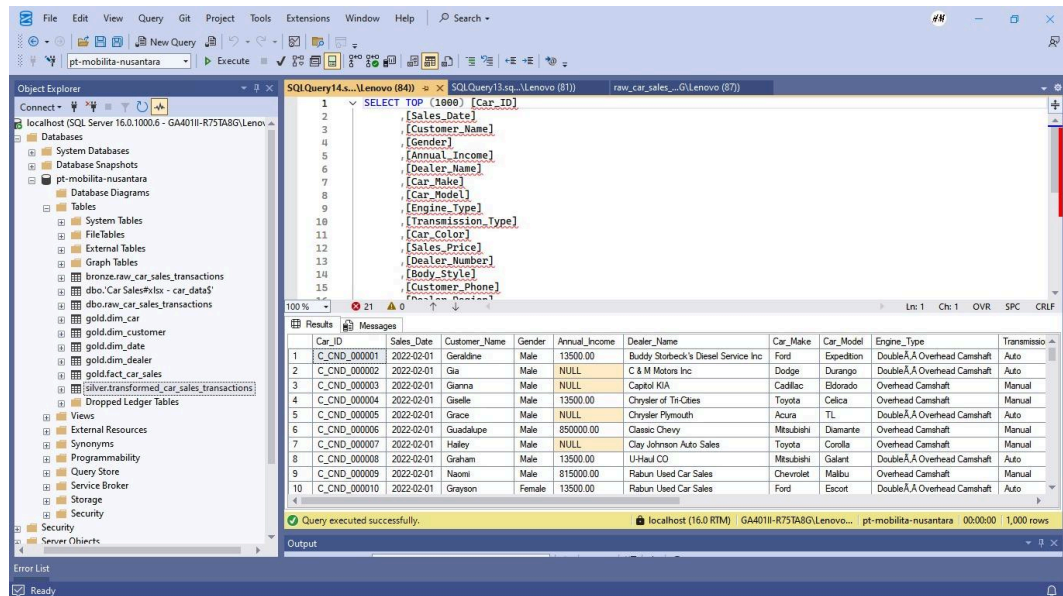 File Edit View Query Git Project Tools Extensions Window Help Search
HM
New Query
pt-mobilita-nusantara Execute
Object Explorer
Connect
localhost (SQL Server 16.0.1000.6 - GA401II-R75TA8G\Lenov
Databases
System Databases
Database Snapshots
pt-mobilita-nusantara
Database Diagrams
Tables
System Tables
FileTables
External Tables
Graph Tables
bronze.raw_car_sales_transactions
dbo.'Car Sales#xlsx - car_data$'
dbo.raw_car_sales_transactions
gold.dim_car
gold.dim_customer
gold.dim_date
gold.dim_dealer
gold.fact_car_sales
silver.transformed_car_sales_transactions
Dropped Ledger Tables
Views
External Resources
Synonyms
Programmability
Query Store
Service Broker
Storage
Security
Security
Server Objects
SQLQuery14.s...\Lenovo (84)) SQLQuery13.sq...\Lenovo (81)) raw_car_sales_...G\Lenovo (87))
1 SELECT TOP (1000) [Car_ID]
2 ,[Sales_Date]
3 ,[Customer_Name]
4 ,[Gender]
5 ,[Annual_Income]
6 ,[Dealer_Name]
7 ,[Car_Make]
8 ,[Car_Model]
9 ,[Engine_Type]
10 ,[Transmission_Type]
11 ,[Car_Color]
12 ,[Sales_Price]
13 ,[Dealer_Number]
14 ,[Body_Style]
15 ,[Customer_Phone]
100 % 21 0 Ln: 1 Ch: 1 OVR SPC CRLF
Results Messages
Car_ID Sales_Date Customer_Name Gender Annual_Income Dealer_Name Car_Make Car_Model Engine_Type Transmissio
1 C_CND_000001 2022-02-01 Geraldine Male 13500.00 Buddy Storbeck's Diesel Service Inc Ford Expedition DoubleÃ‚Â Overhead Camshaft Auto
2 C_CND_000002 2022-02-01 Gia Male NULL C & M Motors Inc Dodge Durango DoubleÃ‚Â Overhead Camshaft Auto
3 C_CND_000003 2022-02-01 Gianna Male NULL Capitol KIA Cadillac Eldorado Overhead Camshaft Manual
4 C_CND_000004 2022-02-01 Giselle Male 13500.00 Chrysler of Tri-Cities Toyota Celica Overhead Camshaft Manual
5 C_CND_000005 2022-02-01 Grace Male NULL Chrysler Plymouth Acura TL DoubleÃ‚Â Overhead Camshaft Auto
6 C_CND_000006 2022-02-01 Guadalupe Male 850000.00 Classic Chevy Mitsubishi Diamante Overhead Camshaft Manual
7 C_CND_000007 2022-02-01 Hailey Male NULL Clay Johnson Auto Sales Toyota Corolla Overhead Camshaft Manual
8 C_CND_000008 2022-02-01 Graham Male 13500.00 U-Haul CO Mitsubishi Galant DoubleÃ‚Â Overhead Camshaft Auto
9 C_CND_000009 2022-02-01 Naomi Male 815000.00 Rabun Used Car Sales Chevrolet Malibu Overhead Camshaft Manual
10 C_CND_000010 2022-02-01 Grayson Female 13500.00 Rabun Used Car Sales Ford Escort DoubleÃ‚Â Overhead Camshaft Auto
Query executed successfully. localhost (16.0 RTM) GA401II-R75TA8G\Lenovo... pt-mobilita-nusantara 00:00:00 1,000 rows
Output
Error List
Ready